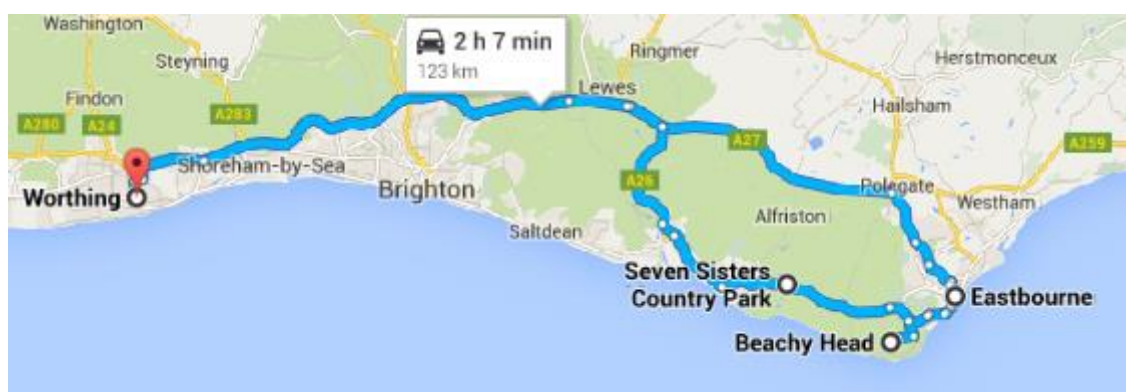 Washington
2 h 7 min
123 km
Steyning
Ringmer
Herstmonceux
Findon
Lewes
Hailsham
A280
A24
A283
A27
A259
Shoreham-by-Sea
Worthing
Brighton
A26
Polegate
Westham
Alfriston
Saltdean
Seven Sisters
Country Park
Eastbourne
Beachy Head